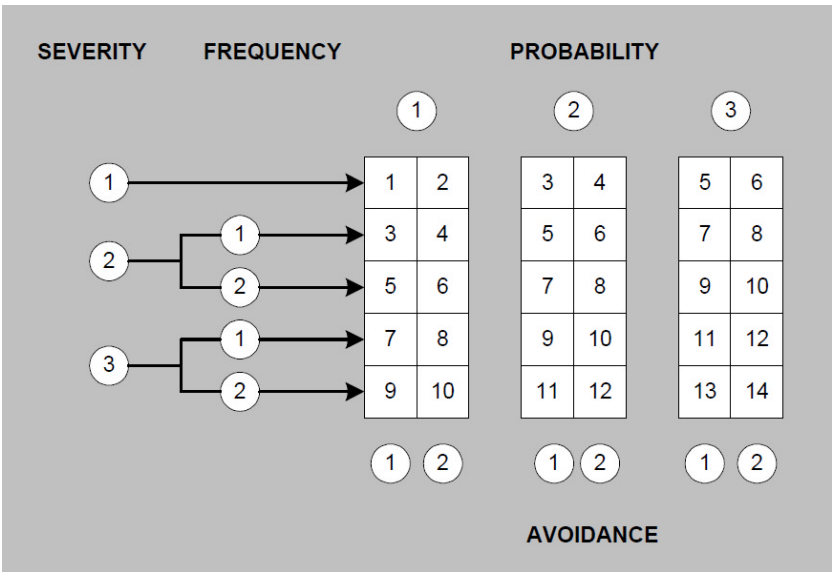 SEVERITY FREQUENCY PROBABILITY
1 2 3
1 1 2 3 4 5 6
1 3 4 5 6 7 8
2
2 5 6 7 8 9 10
1 7 8 9 10 11 12
3
2 9 10 11 12 13 14
1 2 1 2 1 2
AVOIDANCE